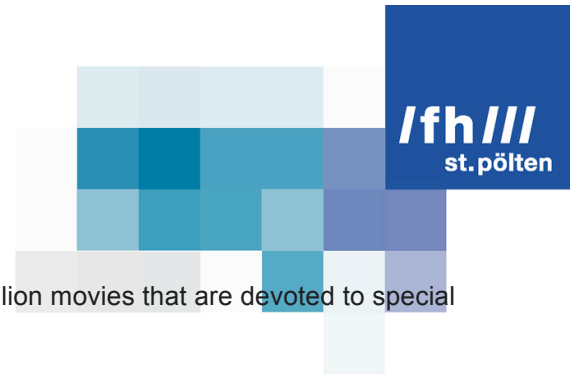 /fh///
st.pölten
lion movies that are devoted to special